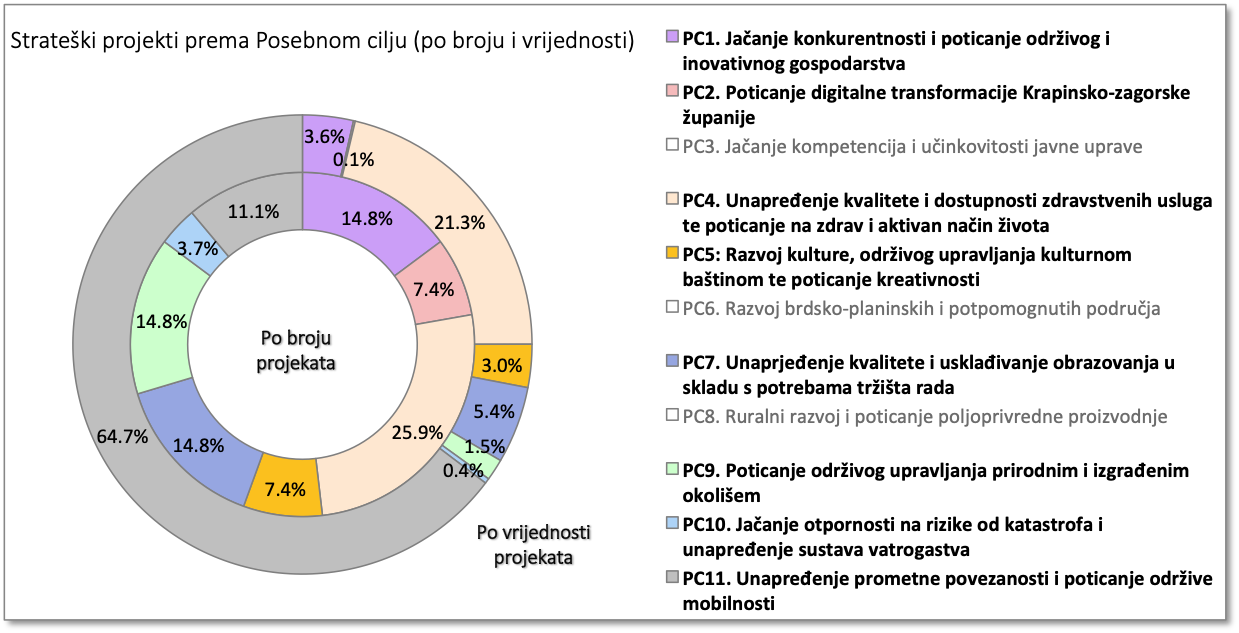 Strateški projekti prema Posebnom cilju (po broju i vrijednosti)
3.6%
0.1%
11.1%
14.8%
21.3%
3.7%
7.4%
14.8%
Po broju
projekata
3.0%
5.4%
64.7%
14.8%
25.9%
1.5%
0.4%
7.4%
Po vrijednosti
projekata
PC1. Jačanje konkurentnosti i poticanje održivog i
inovativnog gospodarstva
PC2. Poticanje digitalne transformacije Krapinsko-zagorske
županije
PC3. Jačanje kompetencija i učinkovitosti javne uprave
PC4. Unapređenje kvalitete i dostupnosti zdravstvenih usluga
te poticanje na zdrav i aktivan način života
PC5: Razvoj kulture, održivog upravljanja kulturnom
baštinom te poticanje kreativnosti
PC6. Razvoj brdsko-planinskih i potpomognutih područja
PC7. Unaprjeđenje kvalitete i usklađivanje obrazovanja u
skladu s potrebama tržišta rada
PC8. Ruralni razvoj i poticanje poljoprivredne proizvodnje
PC9. Poticanje održivog upravljanja prirodnim i izgrađenim
okolišem
PC10. Jačanje otpornosti na rizike od katastrofa i
unapređenje sustava vatrogastva
PC11. Unapređenje prometne povezanosti i poticanje održive
mobilnosti